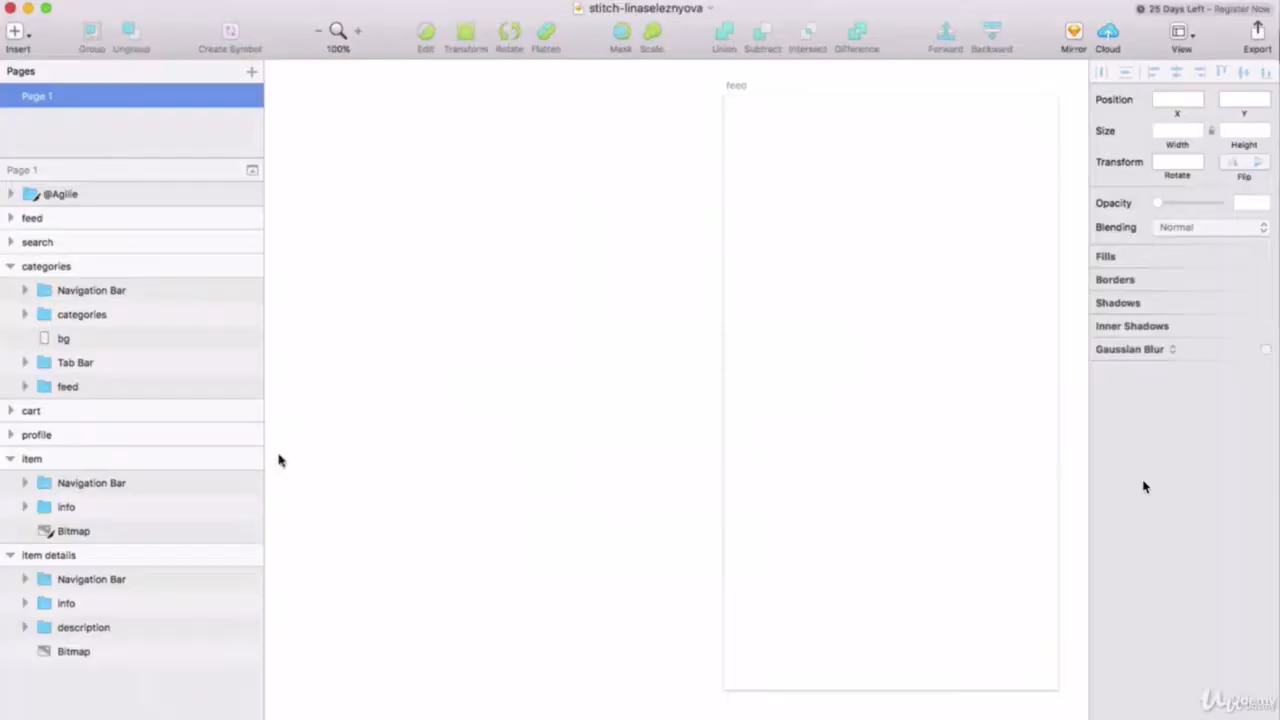 stitch-linaseleznyova
25 Days Left - Register Now
Insert
Group
Ungroup
Create Symbol
100%
Edit
Transform
Rotate
Flatten
Mask
Scale
Union
Subtract
Intersect
Difference
Forward
Backward
Mirror
Cloud
View
Export
Pages
Page 1
Page 1
@Agilie
feed
search
categories
Navigation Bar
categories
bg
Tab Bar
feed
cart
profile
item
Navigation Bar
info
Bitmap
item details
Navigation Bar
info
description
Bitmap
feed
Position
X
Y
Size
Width
Height
Transform
Rotate
Flip
Opacity
Blending
Normal
Fills
Borders
Shadows
Inner Shadows
Gaussian Blur